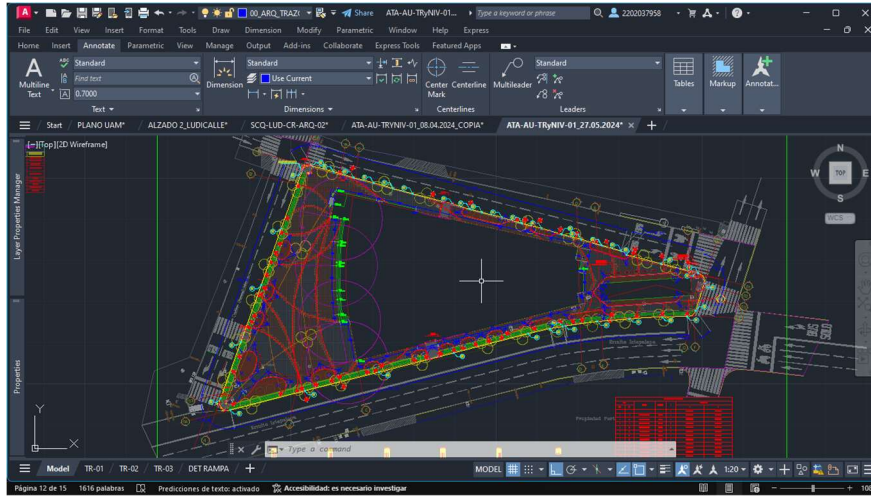 A 00_ARQ_TRAZ( Share ATA-AU-TRyNIV-01... Type a keyword or phrase 2202037958
File Edit View Insert Format Tools Draw Dimension Modify Parametric Window Help Express
Home Insert Annotate Parametric View Manage Output Add-ins Collaborate Express Tools Featured Apps
Multiline Text Standard Find text 0.7000 Dimension Standard Use Current Center Mark Centerline Multileader Standard Tables Markup Annotat...
Text Dimensions Centerlines Leaders
Start PLANO UAM* ALZADO 2_LUDICALLE* SCQ-LUD-CR-ARQ-02* ATA-AU-TRyNIV-01_08.04.2024_COPIA* ATA-AU-TRyNIV-01_27.05.2024*
[-][Top][2D Wireframe]
N
W TOP E
S
WCS
Layer Properties Manager
Properties
Y
X
Type a command
Model TR-01 TR-02 TR-03 DET RAMPA MODEL 1:20
Página 12 de 15 1616 palabras Predicciones de texto: activado Accesibilidad: es necesario investigar 108